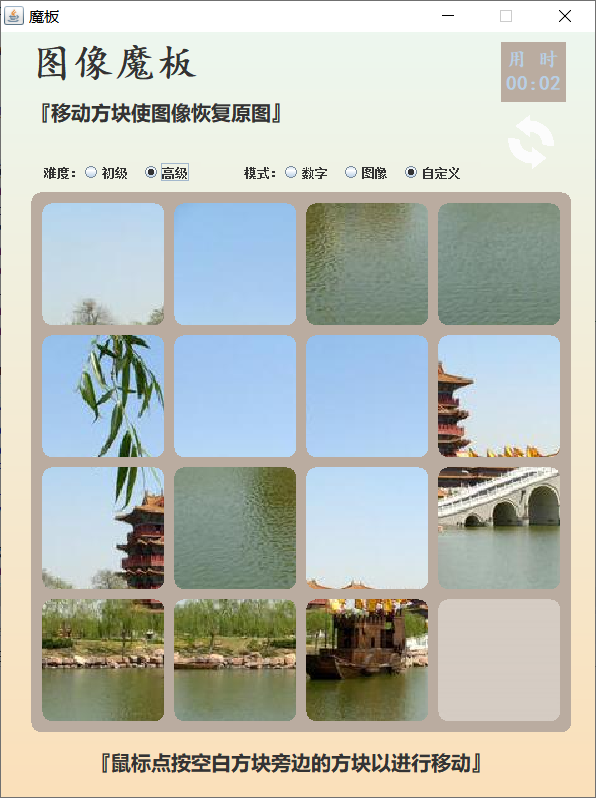 魔板
图像魔板
用 时
00:02
『移动方块使图像恢复原图』
难度: 初级 高级 模式: 数字 图像 自定义
『鼠标点按空白方块旁边的方块以进行移动』